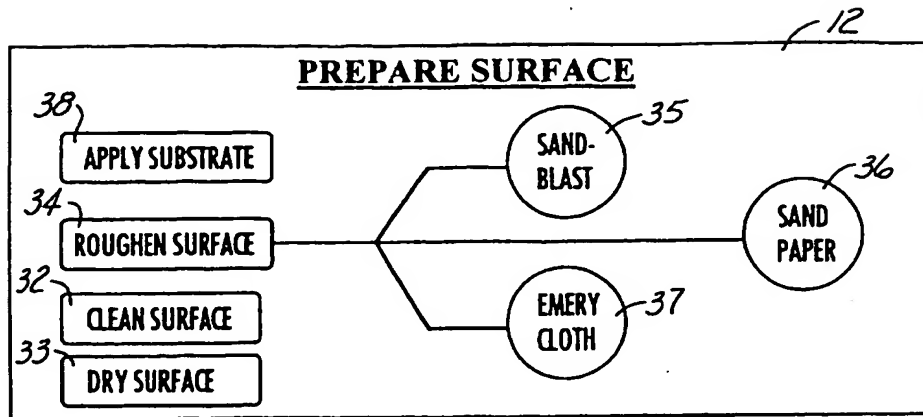 12
PREPARE SURFACE
38
APPLY SUBSTRATE
34
ROUGHEN SURFACE
32
CLEAN SURFACE
33
DRY SURFACE
35
SAND-
BLAST
36
SAND
PAPER
37
EMERY
CLOTH